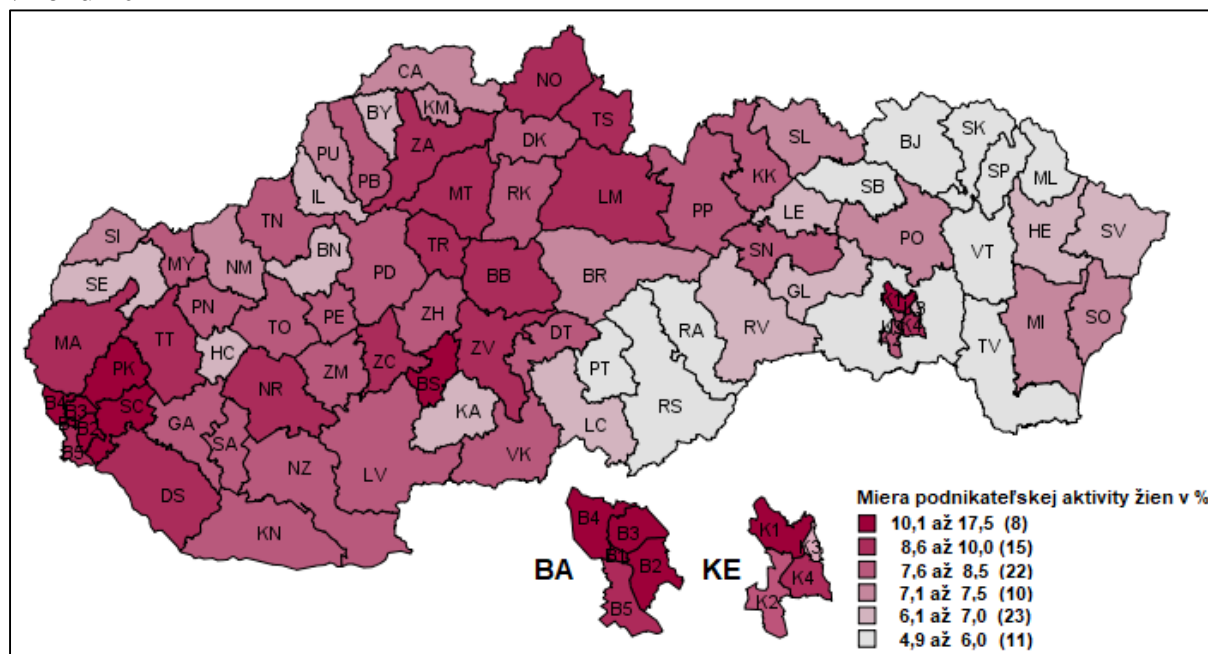 CA
NO
BY
KM
TS
ZA
DK
PU
PB
SL
BJ
SK
SP
ML
KK
SB
IL
MT
RK
LM
PP
LE
HE
SV
TN
PO
SI
BN
TR
SN
VT
MY
NM
PD
BB
BR
GL
SE
PN
PE
ZH
RV
MI
SO
TO
K1
K4
MA
TT
ZV
DT
RA
HC
ZM
ZC
TV
PK
BS
PT
NR
B4
SC
B3
B2
GA
KA
RS
SA
LC
B5
NZ
LV
VK
DS
KN
BA
B4
B3
B1
B2
B5
KE
K1
K3
K4
K2
Miera podnikateľskej aktivity žien v %
10,1 až 17,5 (8)
8,6 až 10,0 (15)
7,6 až 8,5 (22)
7,1 až 7,5 (10)
6,1 až 7,0 (23)
4,9 až 6,0 (11)